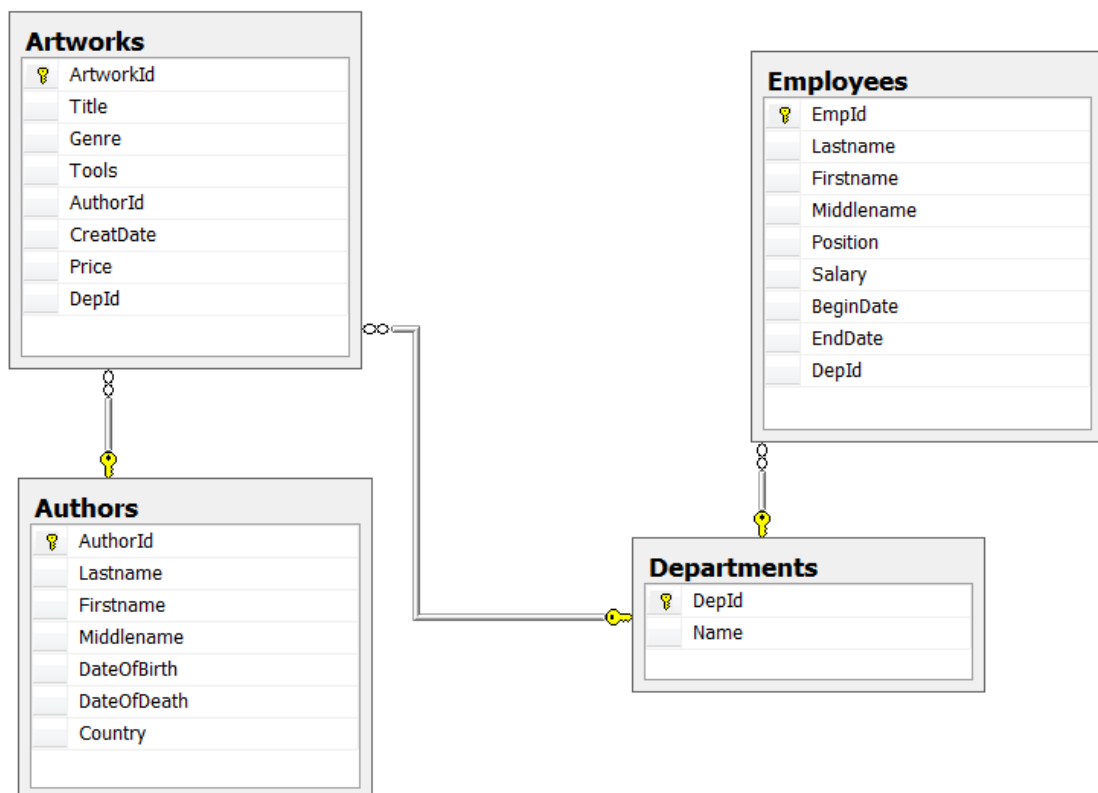 Artworks
ArtworkId
Title
Genre
Tools
AuthorId
CreatDate
Price
DepId
Employees
EmpId
Lastname
Firstname
Middlename
Position
Salary
BeginDate
EndDate
DepId
Authors
AuthorId
Lastname
Firstname
Middlename
DateOfBirth
DateOfDeath
Country
Departments
DepId
Name